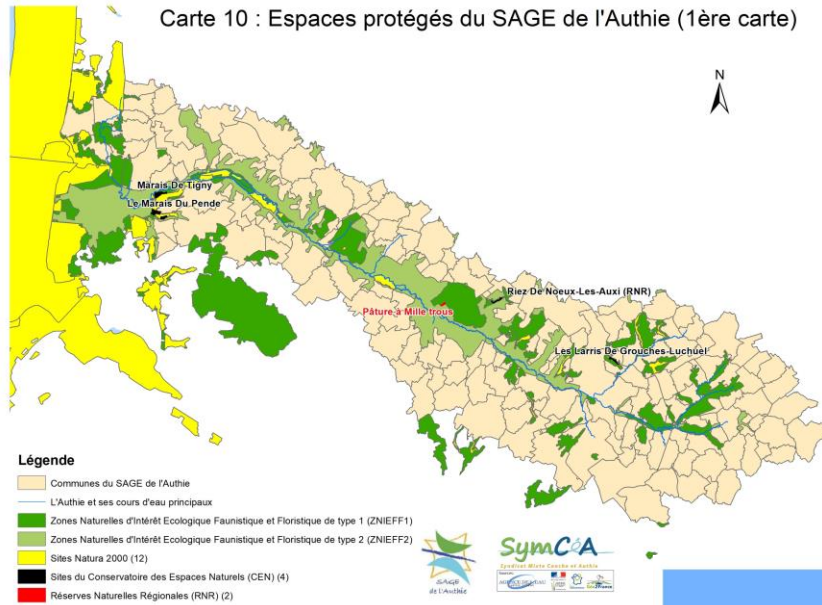 Carte 10 : Espaces protégés du SAGE de l'Authie (1ère carte)
N
Marais De Tigny
Le Marais Du Pende
Riez De Noeux-Les-Auxi (RNR)
Pâture à Mille trous
Les Larris De Grouches-Luchuel
Légende
Communes du SAGE de l'Authie
L'Authie et ses cours d'eau principaux
Zones Naturelles d'Intérêt Ecologique Faunistique et Floristique de type 1 (ZNIEFF1)
Zones Naturelles d'Intérêt Ecologique Faunistique et Floristique de type 2 (ZNIEFF2)
Sites Natura 2000 (12)
Sites du Conservatoire des Espaces Naturels (CEN) (4)
Réserves Naturelles Régionales (RNR) (2)
SAGE
de l'Authie
SymCéA
Syndicat Mixte Canche et Authie
AGENCE DE L'EAU